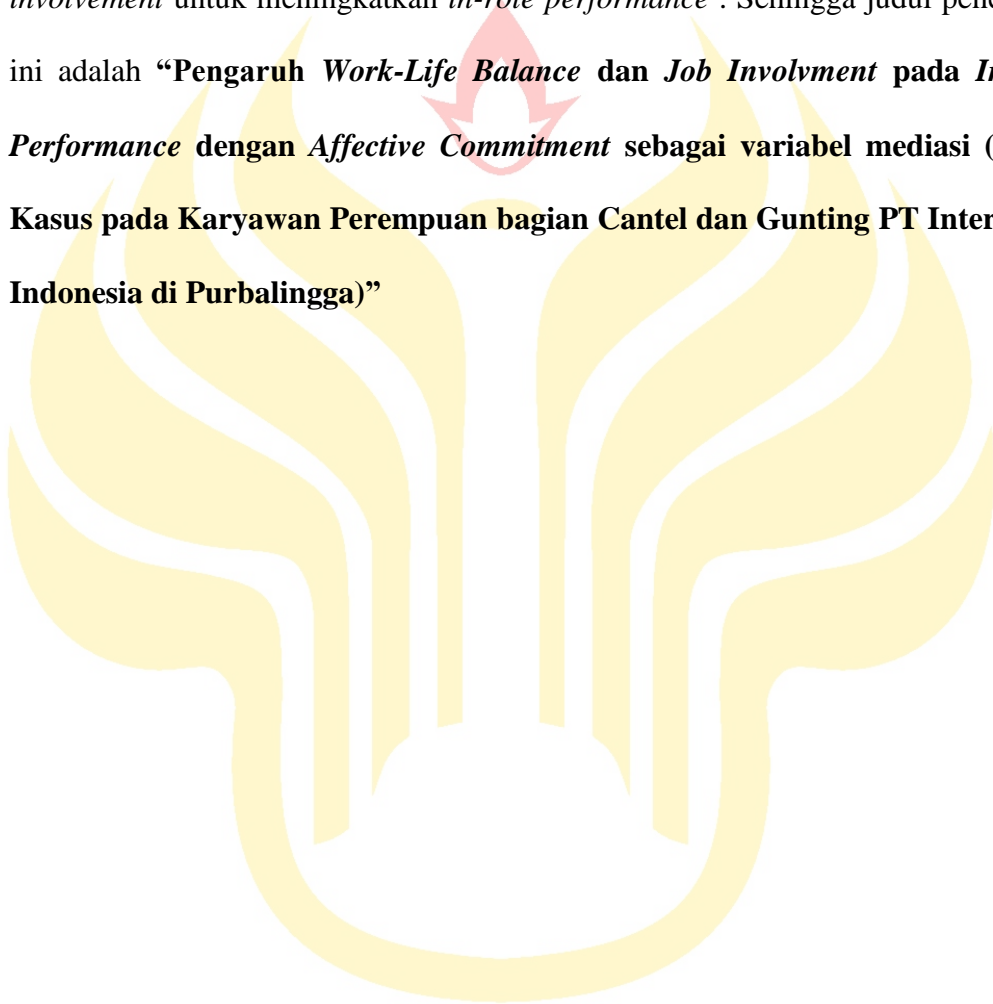 involvement untuk meningkatkan in-role performance . Sehingga judul pene
ini adalah “Pengaruh Work-Life Balance dan Job Involvment pada I
Performance dengan Affective Commitment sebagai variabel mediasi (
Kasus pada Karyawan Perempuan bagian Cantel dan Gunting PT Inter
Indonesia di Purbalingga)”